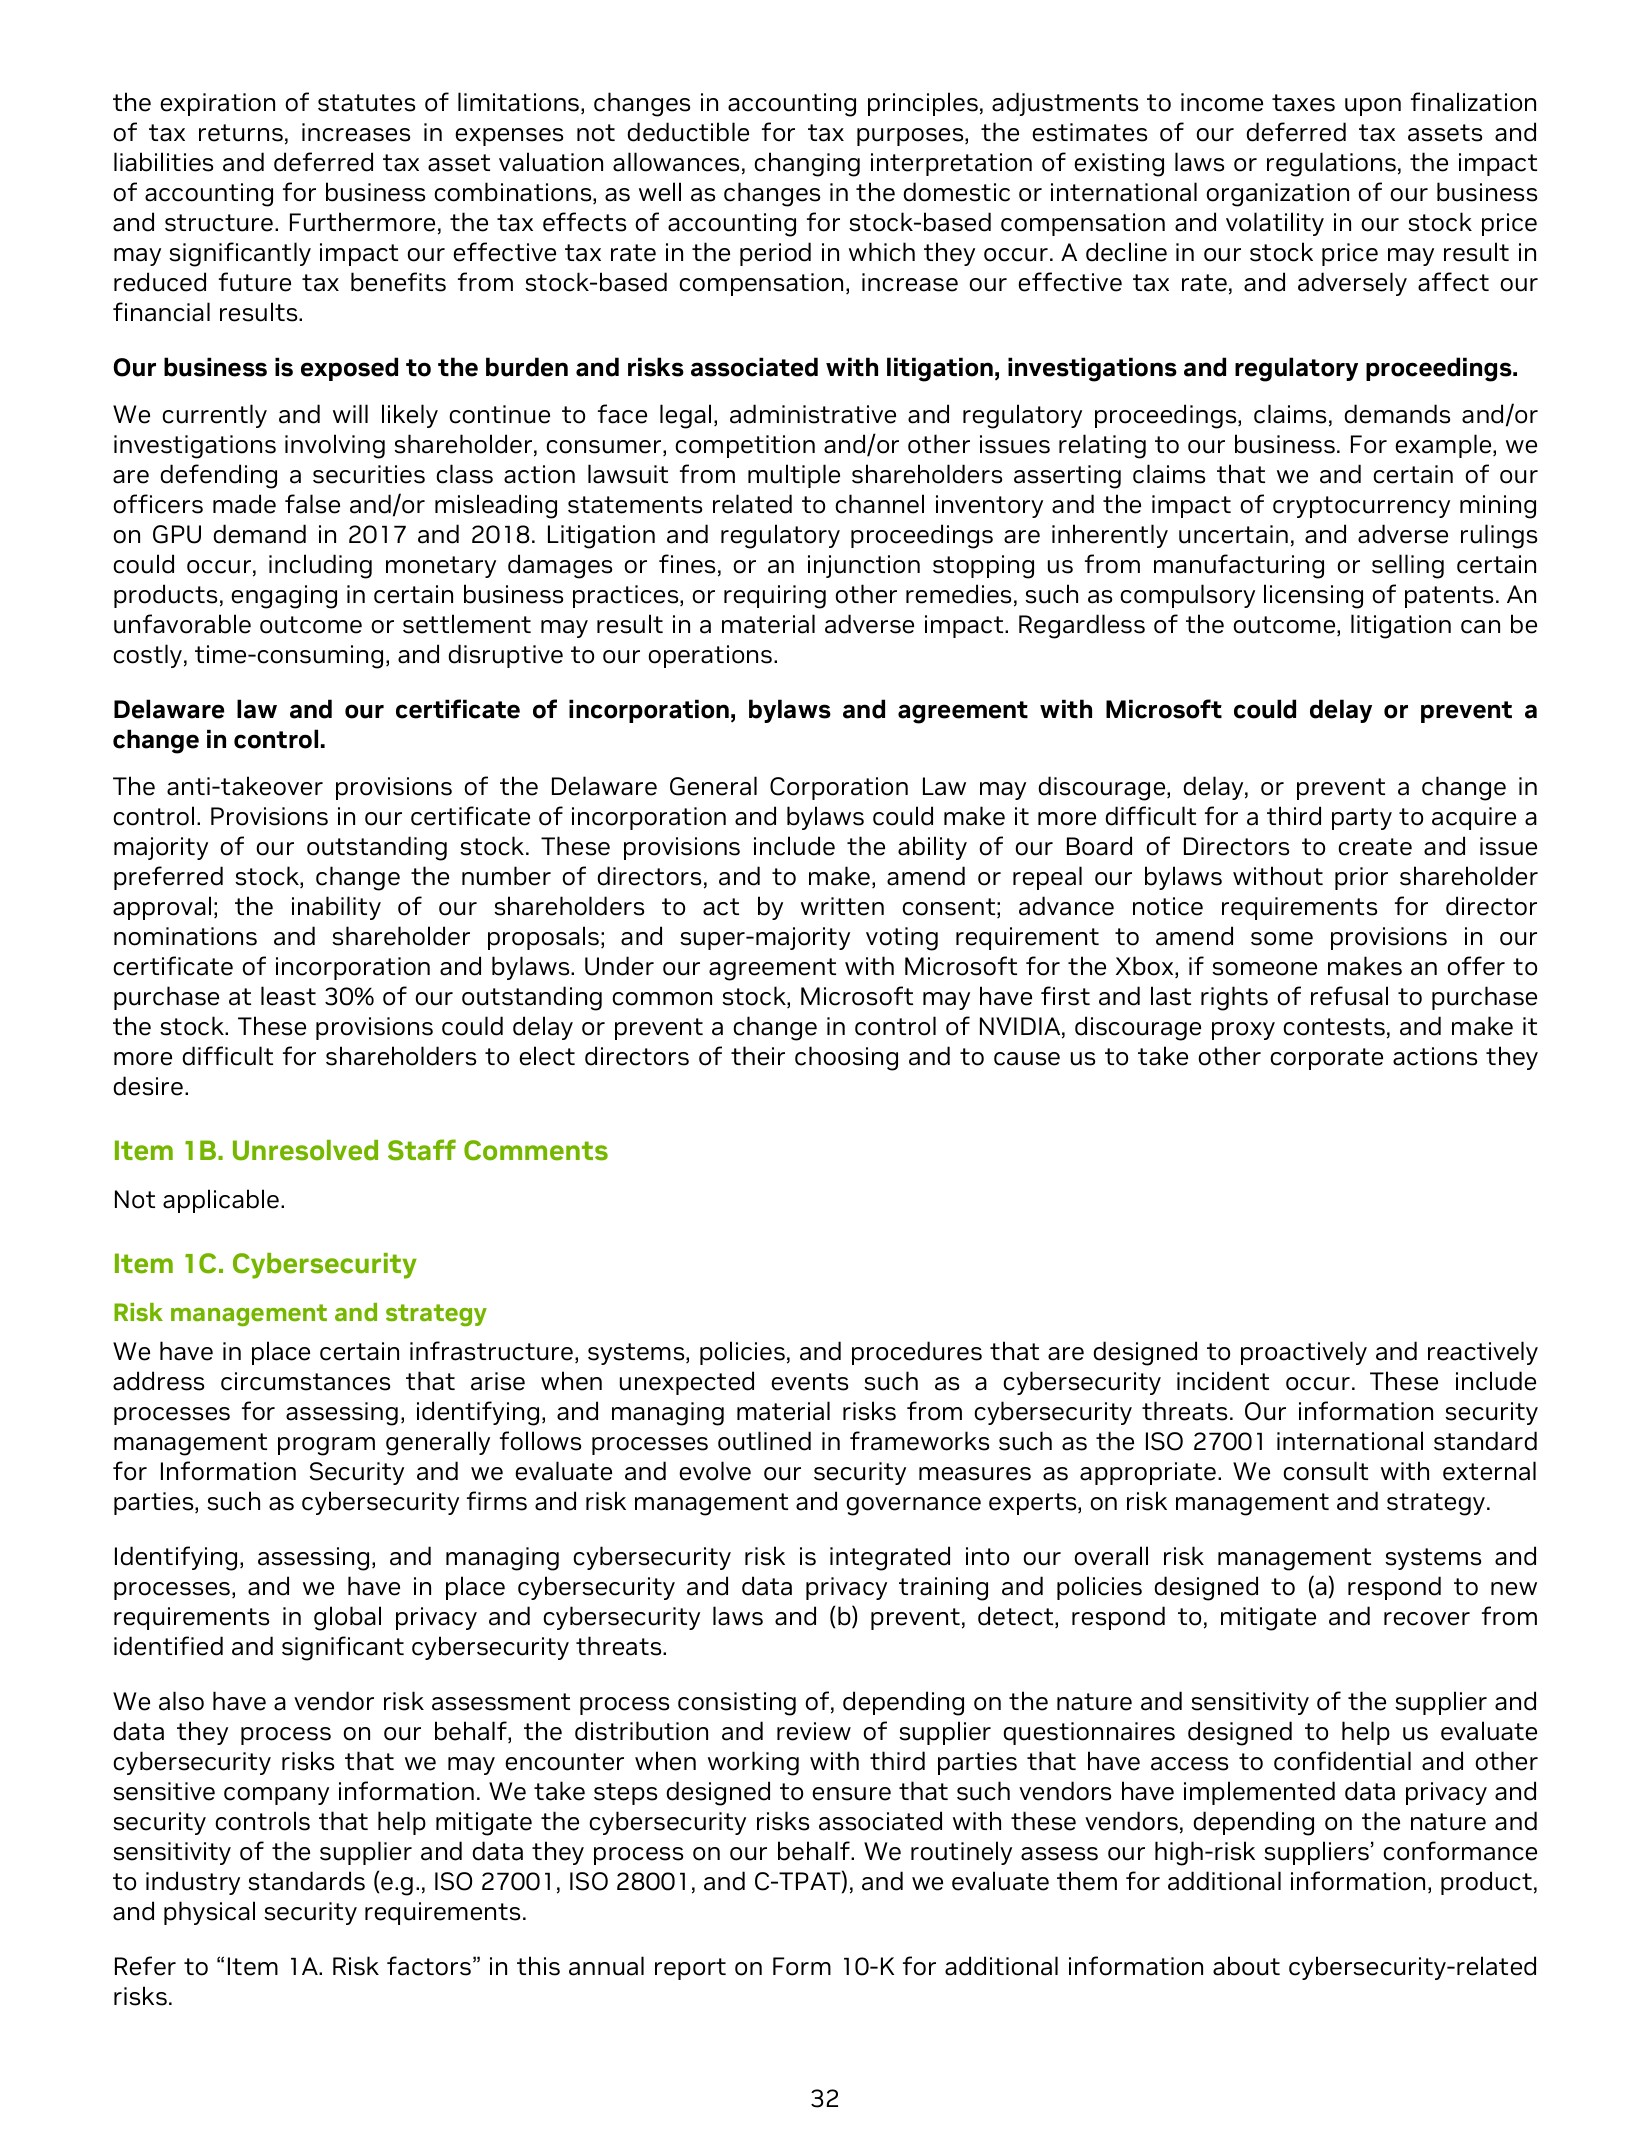 the expiration of statutes of limitations, changes in accounting principles, adjustments to income taxes upon finalization
of tax returns, increases in expenses not deductible for tax purposes, the estimates of our deferred tax assets and
liabilities and deferred tax asset valuation allowances, changing interpretation of existing laws or regulations, the impact
of accounting for business combinations, as well as changes in the domestic or international organization of our business
and structure. Furthermore, the tax effects of accounting for stock-based compensation and volatility in our stock price
may significantly impact our effective tax rate in the period in which they occur. A decline in our stock price may result in
reduced future tax benefits from stock-based compensation, increase our effective tax rate, and adversely affect our
financial results.
Our business is exposed to the burden and risks associated with litigation, investigations and regulatory proceedings.
We currently and will likely continue to face legal, administrative and regulatory proceedings, claims, demands and/or
investigations involving shareholder, consumer, competition and/or other issues relating to our business. For example, we
are defending a securities class action lawsuit from multiple shareholders asserting claims that we and certain of our
officers made false and/or misleading statements related to channel inventory and the impact of cryptocurrency mining
on GPU demand in 2017 and 2018. Litigation and regulatory proceedings are inherently uncertain, and adverse rulings
could occur, including monetary damages or fines, or an injunction stopping us from manufacturing or selling certain
products, engaging in certain business practices, or requiring other remedies, such as compulsory licensing of patents. An
unfavorable outcome or settlement may result in a material adverse impact. Regardless of the outcome, litigation can be
costly, time-consuming, and disruptive to our operations.
Delaware law and our certificate of incorporation, bylaws and agreement with Microsoft could delay or prevent a
change in control.
The anti-takeover provisions of the Delaware General Corporation Law may discourage, delay, or prevent a change in
control. Provisions in our certificate of incorporation and bylaws could make it more difficult for a third party to acquire a
majority of our outstanding stock. These provisions include the ability of our Board of Directors to create and issue
preferred stock, change the number of directors, and to make, amend or repeal our bylaws without prior shareholder
approval; the inability of our shareholders to act by written consent; advance notice requirements for director
nominations and shareholder proposals; and super-majority voting requirement to amend some provisions in our
certificate of incorporation and bylaws. Under our agreement with Microsoft for the Xbox, if someone makes an offer to
purchase at least 30% of our outstanding common stock, Microsoft may have first and last rights of refusal to purchase
the stock. These provisions could delay or prevent a change in control of NVIDIA, discourage proxy contests, and make it
more difficult for shareholders to elect directors of their choosing and to cause us to take other corporate actions they
desire.
Item 1B. Unresolved Staff Comments
Not applicable.
Item 1C. Cybersecurity
Risk management and strategy
We have in place certain infrastructure, systems, policies, and procedures that are designed to proactively and reactively
address circumstances that arise when unexpected events such as a cybersecurity incident occur. These include
processes for assessing, identifying, and managing material risks from cybersecurity threats. Our information security
management program generally follows processes outlined in frameworks such as the ISO 27001 international standard
for Information Security and we evaluate and evolve our security measures as appropriate. We consult with external
parties, such as cybersecurity firms and risk management and governance experts, on risk management and strategy.
Identifying, assessing, and managing cybersecurity risk is integrated into our overall risk management systems and
processes, and we have in place cybersecurity and data privacy training and policies designed to (a) respond to new
requirements in global privacy and cybersecurity laws and (b) prevent, detect, respond to, mitigate and recover from
identified and significant cybersecurity threats.
We also have a vendor risk assessment process consisting of, depending on the nature and sensitivity of the supplier and
data they process on our behalf, the distribution and review of supplier questionnaires designed to help us evaluate
cybersecurity risks that we may encounter when working with third parties that have access to confidential and other
sensitive company information. We take steps designed to ensure that such vendors have implemented data privacy and
security controls that help mitigate the cybersecurity risks associated with these vendors, depending on the nature and
sensitivity of the supplier and data they process on our behalf. We routinely assess our high-risk suppliers’ conformance
to industry standards (e.g., ISO 27001, ISO 28001, and C-TPAT), and we evaluate them for additional information, product,
and physical security requirements.
Refer to “Item 1A. Risk factors” in this annual report on Form 10-K for additional information about cybersecurity-related
risks.
32